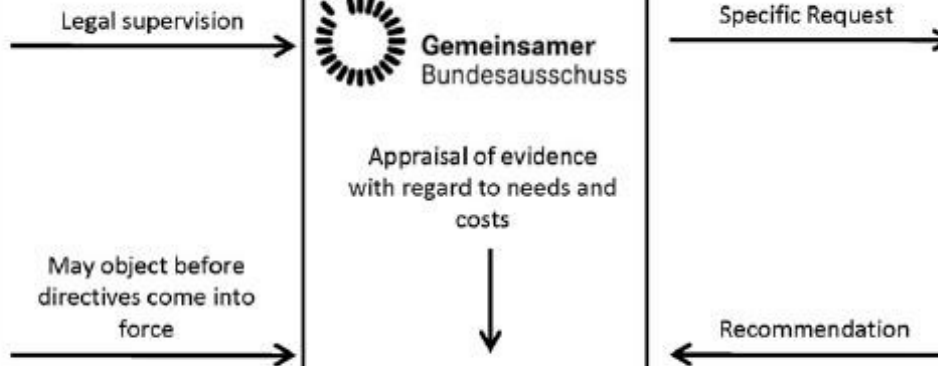 Legal supervision
Specific Request
Gemeinsamer
Bundesausschuss
Appraisal of evidence
with regard to needs and
costs
May object before
directives come into
force
Recommendation